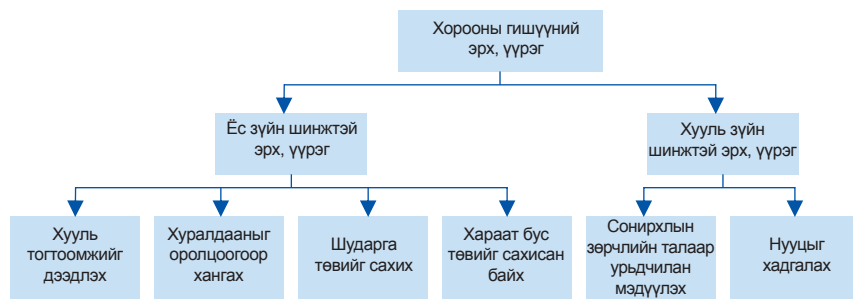 Хорооны гишүүний
эрх, үүрэг
Ёс зүйн шинжтэй
эрх, үүрэг
Хууль зүйн
шинжтэй эрх, үүрэг
Хууль
тогтоомжийг
дээдлэх
Хуралдааныг
оролцоогоор
хангах
Шударга
төвийг сахих
Хараат бус
төвийг сахисан
байх
Сонирхлын
зөрчлийн талаар
урьдчилан
мэдүүлэх
Нууцыг
хадгалах